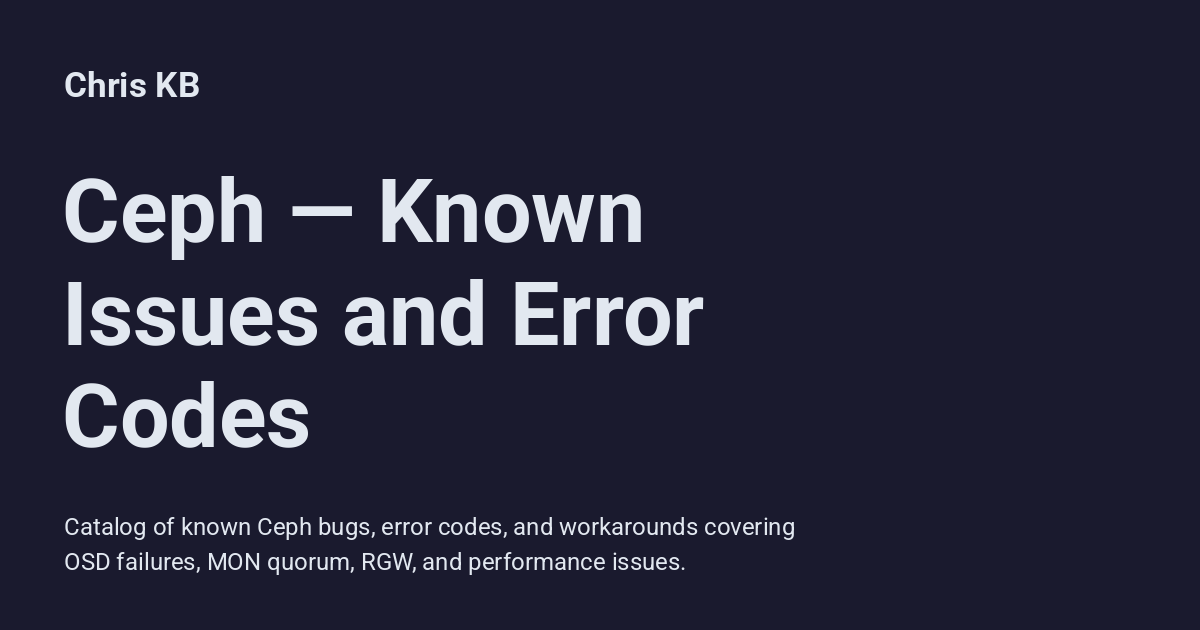 Chris KB
Ceph — Known
Issues and Error
Codes
Catalog of known Ceph bugs, error codes, and workarounds covering
OSD failures, MON quorum, RGW, and performance issues.